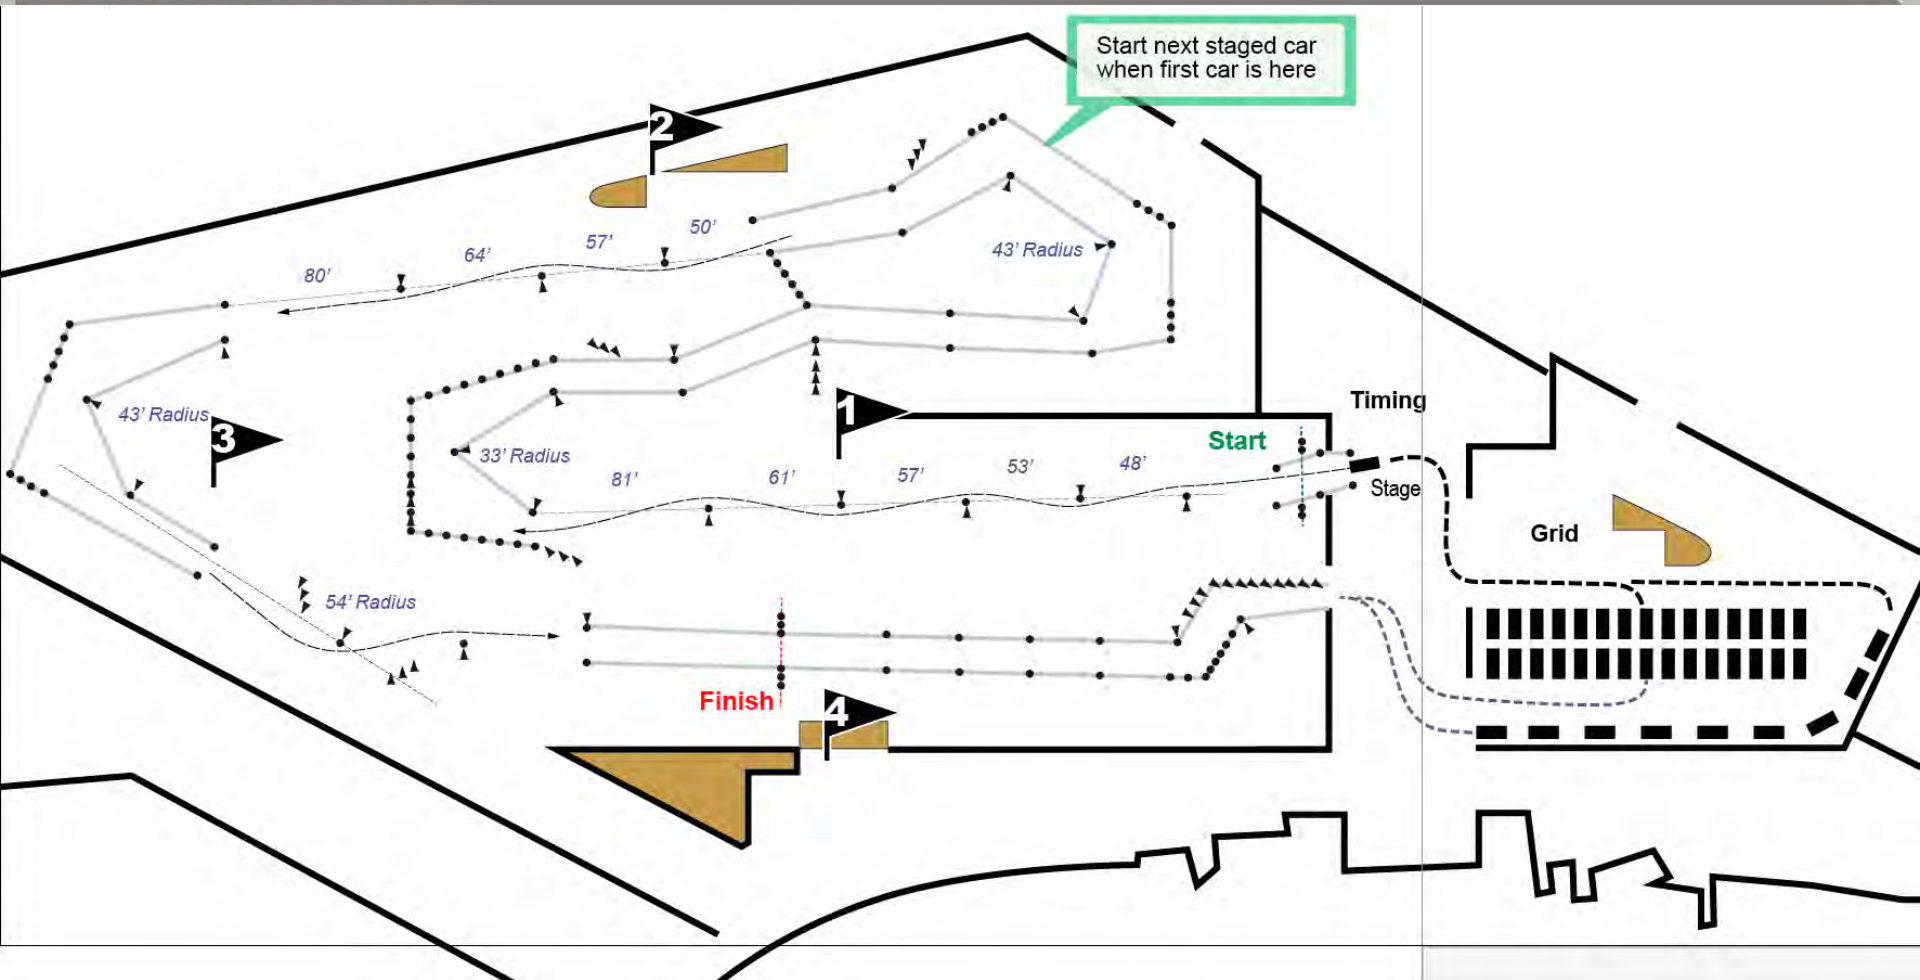 Start next staged car
when first car is here
2
50’
57’
64’
80’
43’ Radius
43’ Radius
3
1
Timing
Start
33’ Radius
81’
61’
57’
53’
48’
Stage
Grid
54’ Radius
Finish
4